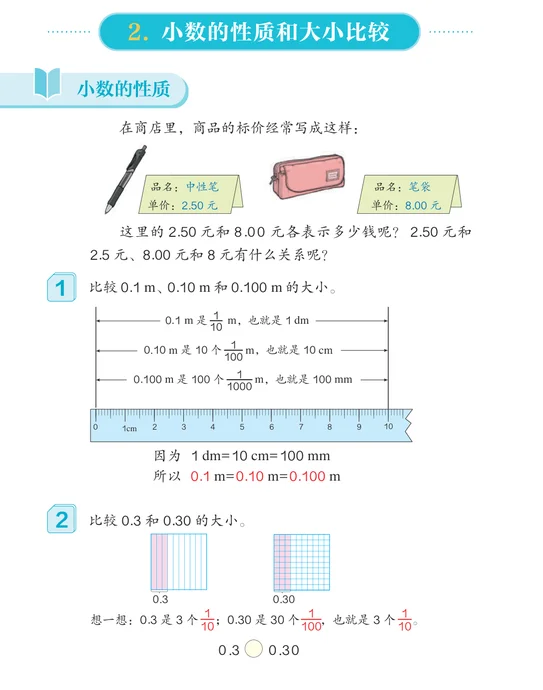 2. 小数的性质和大小比较
小数的性质
在商店里，商品的标价经常写成这样：
品名：中性笔
单价：2.50 元
品名：笔袋
单价：8.00 元
这里的 2.50 元和 8.00 元各表示多少钱呢？ 2.50 元和
2.5 元、8.00 元和 8 元有什么关系呢？
1 比较 0.1 m、0.10 m 和 0.100 m 的大小。
0.1 m 是 1/10 m，也就是 1 dm
0.10 m 是 10 个 1/100 m，也就是 10 cm
0.100 m 是 100 个 1/1000 m，也就是 100 mm
0 1cm 2 3 4 5 6 7 8 9 10
因为 1 dm=10 cm=100 mm
所以 0.1 m=0.10 m=0.100 m
2 比较 0.3 和 0.30 的大小。
0.3 0.30
想一想：0.3 是 3 个 1/10；0.30 是 30 个 1/100，也就是 3 个 1/10。
0.3 ○ 0.30